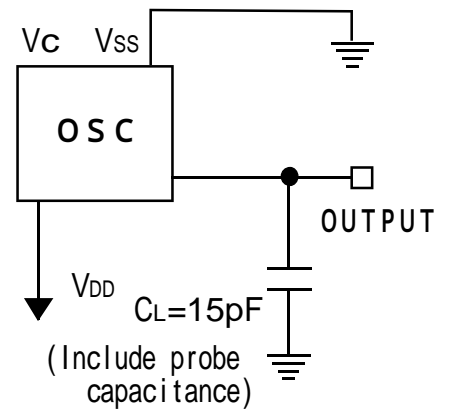 Vc Vss
OSC
OUTPUT
VDD
CL=15pF
(Include probe
capacitance)